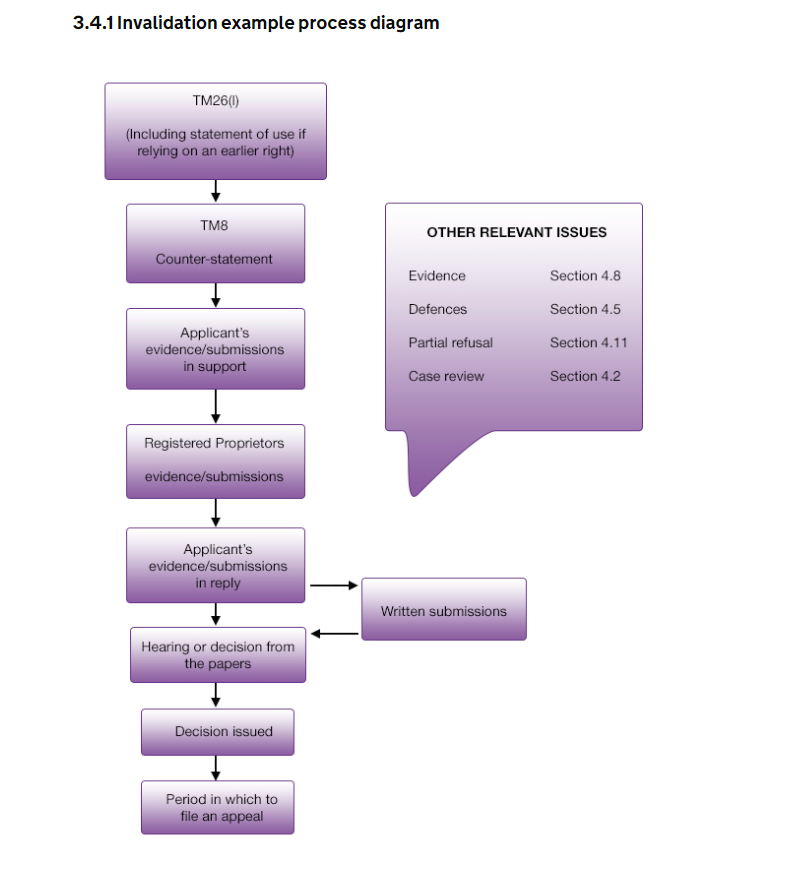 3.4.1 Invalidation example process diagram
TM26(I)
(Including statement of use if
relying on an earlier right)
TM8
Counter-statement
Applicant's
evidence/submissions
in support
Registered Proprietors
evidence/submissions
Applicant's
evidence/submissions
in reply
Written submissions
Hearing or decision from
the papers
Decision issued
Period in which to
file an appeal
OTHER RELEVANT ISSUES
Evidence Section 4.8
Defences Section 4.5
Partial refusal Section 4.11
Case review Section 4.2